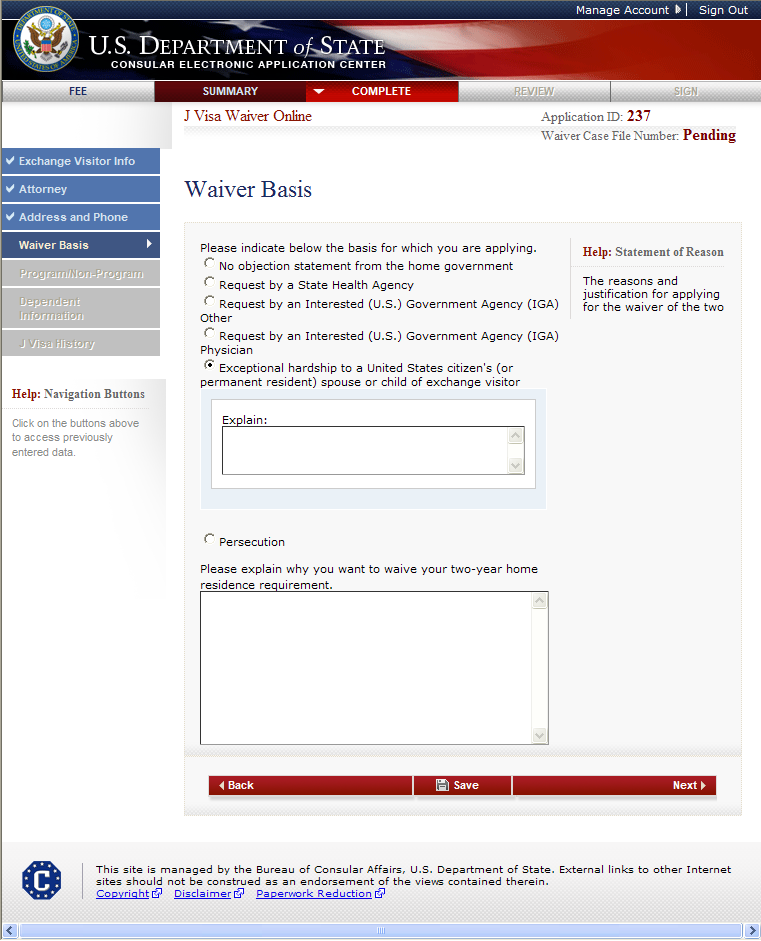 Manage Account | Sign Out
U.S. DEPARTMENT of STATE
CONSULAR ELECTRONIC APPLICATION CENTER
FEE SUMMARY COMPLETE REVIEW SIGN
J Visa Waiver Online
Application ID: 237
Waiver Case File Number: Pending
Exchange Visitor Info
Attorney
Address and Phone
Waiver Basis
Program/Non-Program
Dependent
Information
J Visa History
Help: Navigation Buttons
Click on the buttons above
to access previously
entered data.
Waiver Basis
Please indicate below the basis for which you are applying.
No objection statement from the home government
Request by a State Health Agency
Request by an Interested (U.S.) Government Agency (IGA)
Other
Request by an Interested (U.S.) Government Agency (IGA)
Physician
Exceptional hardship to a United States citizen's (or
permanent resident) spouse or child of exchange visitor
Explain:
Persecution
Please explain why you want to waive your two-year home
residence requirement.
Help: Statement of Reason
The reasons and
justification for applying
for the waiver of the two
Back Save Next
C
This site is managed by the Bureau of Consular Affairs, U.S. Department of State. External links to other Internet
sites should not be construed as an endorsement of the views contained therein.
Copyright Disclaimer Paperwork Reduction